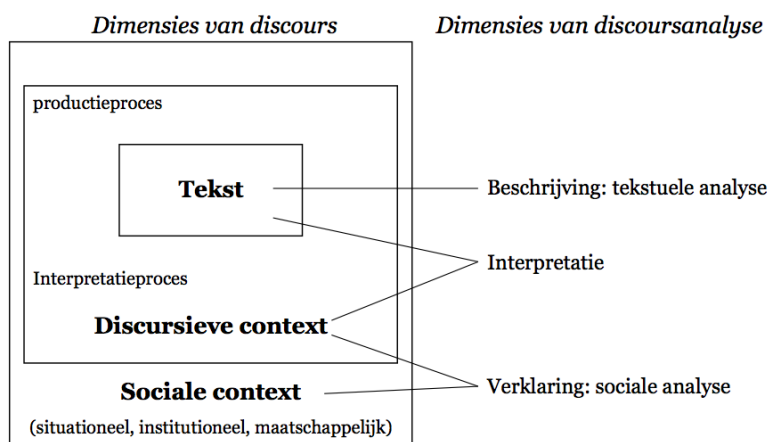 Dimensies van discours
Dimensies van discoursanalyse
productieproces
Tekst
Beschrijving: tekstuele analyse
Interpretatie
Interpretatieproces
Discursieve context
Sociale context
Verklaring: sociale analyse
(situationeel, institutioneel, maatschappelijk)